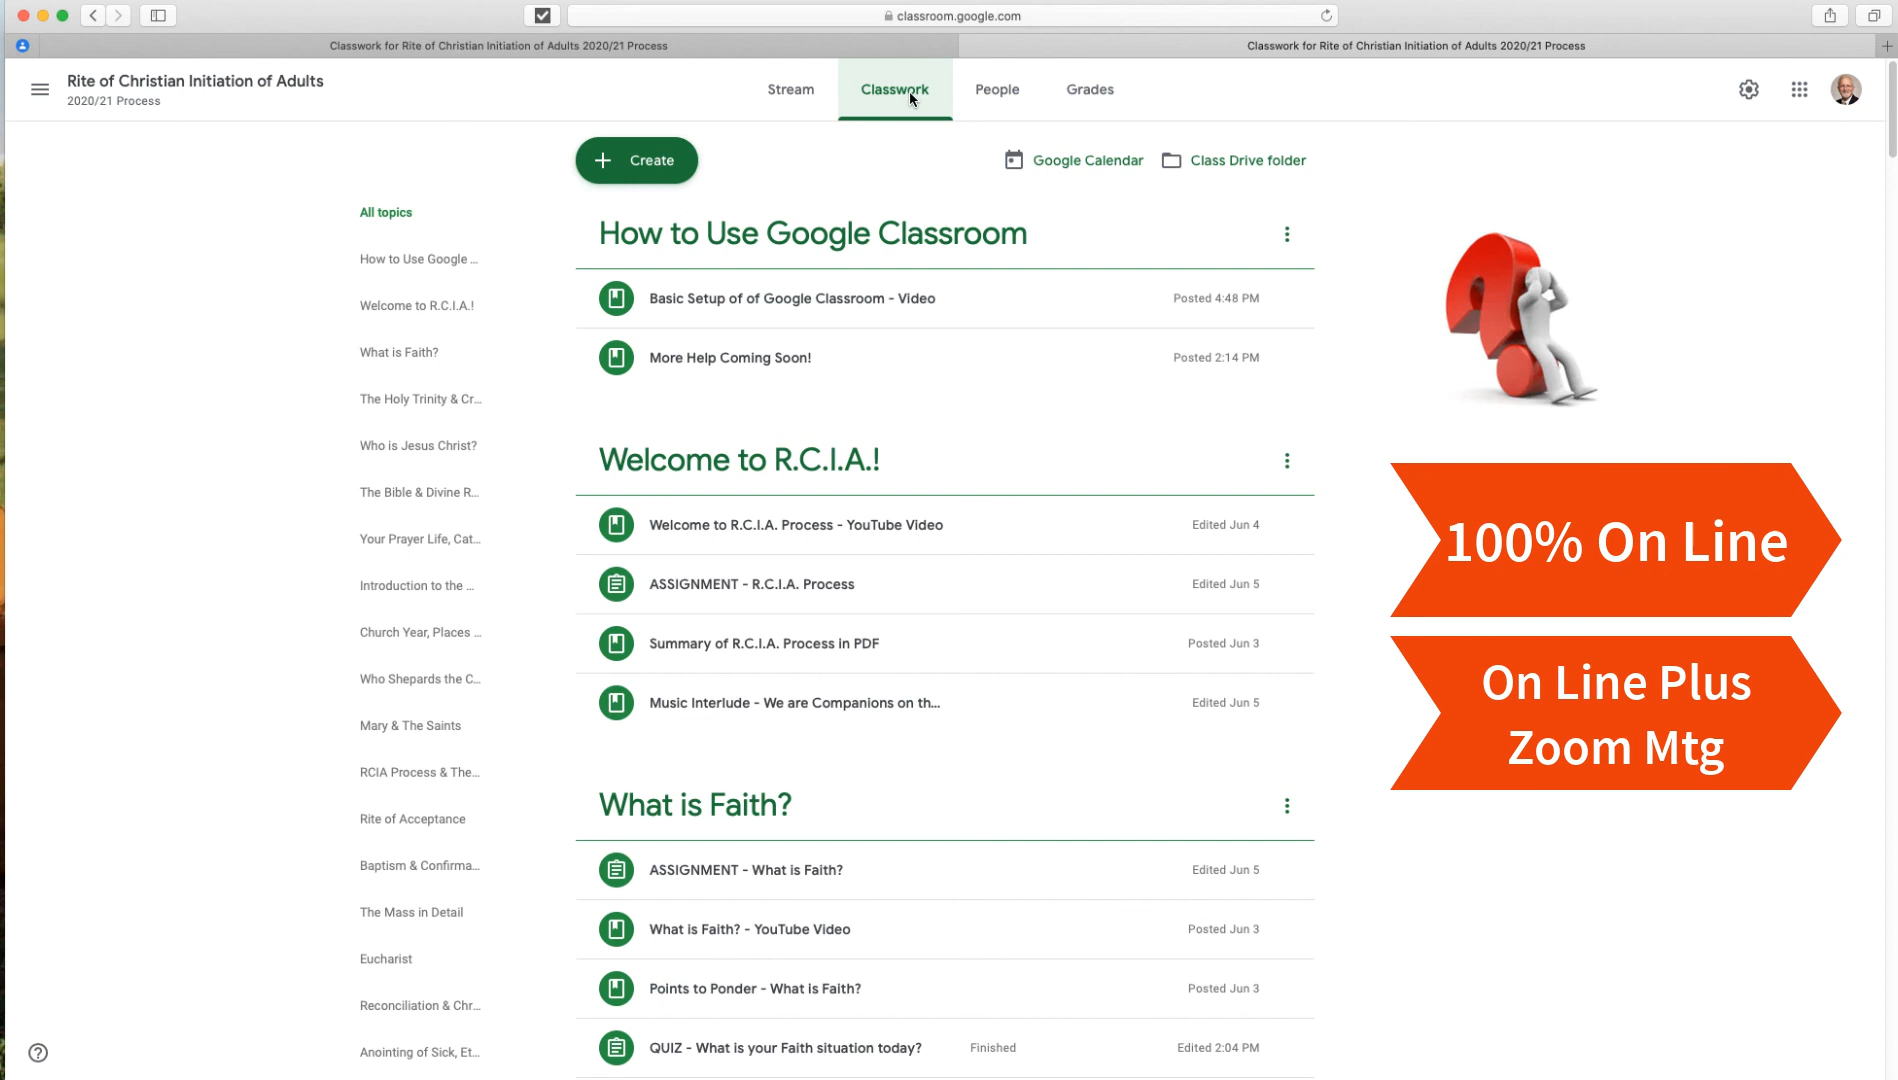 classroom.google.com
Classwork for Rite of Christian Initiation of Adults 2020/21 Process
Classwork for Rite of Christian Initiation of Adults 2020/21 Process
Rite of Christian Initiation of Adults
2020/21 Process
Stream
Classwork
People
Grades
Create
Google Calendar
Class Drive folder
All topics
How to Use Google ...
Welcome to R.C.I.A.!
What is Faith?
The Holy Trinity & Cr...
Who is Jesus Christ?
The Bible & Divine R...
Your Prayer Life, Cat...
Introduction to the ...
Church Year, Places ...
Who Shepards the C...
Mary & The Saints
RCIA Process & The...
Rite of Acceptance
Baptism & Confirma...
The Mass in Detail
Eucharist
Reconciliation & Chr...
Anointing of Sick, Et...
How to Use Google Classroom
Basic Setup of of Google Classroom - Video
Posted 4:48 PM
More Help Coming Soon!
Posted 2:14 PM
Welcome to R.C.I.A.!
Welcome to R.C.I.A. Process - YouTube Video
Edited Jun 4
ASSIGNMENT - R.C.I.A. Process
Edited Jun 5
Summary of R.C.I.A. Process in PDF
Posted Jun 3
Music Interlude - We are Companions on th...
Edited Jun 5
What is Faith?
ASSIGNMENT - What is Faith?
Edited Jun 5
What is Faith? - YouTube Video
Posted Jun 3
Points to Ponder - What is Faith?
Posted Jun 3
QUIZ - What is your Faith situation today?
Finished
Edited 2:04 PM
100% On Line
On Line Plus
Zoom Mtg